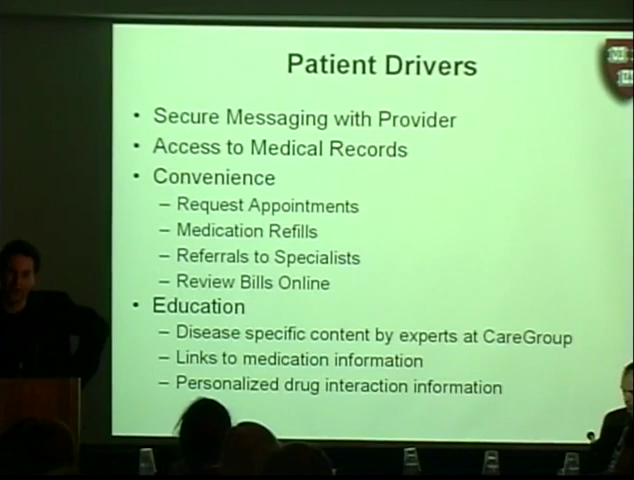 Patient Drivers
• Secure Messaging with Provider
• Access to Medical Records
• Convenience
– Request Appointments
– Medication Refills
– Referrals to Specialists
– Review Bills Online
• Education
– Disease specific content by experts at CareGroup
– Links to medication information
– Personalized drug interaction information